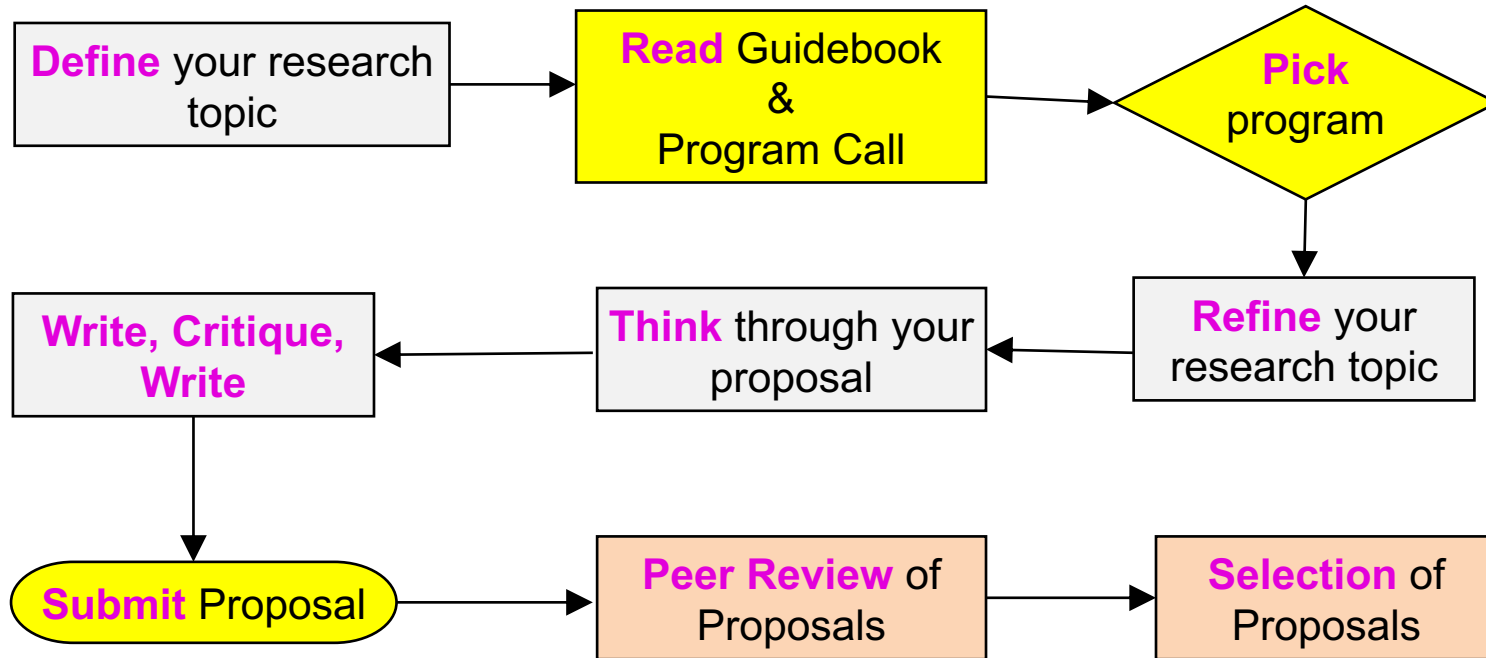 Define your research
topic
Read Guidebook
&
Program Call
Pick
program
Refine your
research topic
Think through your
proposal
Write, Critique,
Write
Submit Proposal
Peer Review of
Proposals
Selection of
Proposals